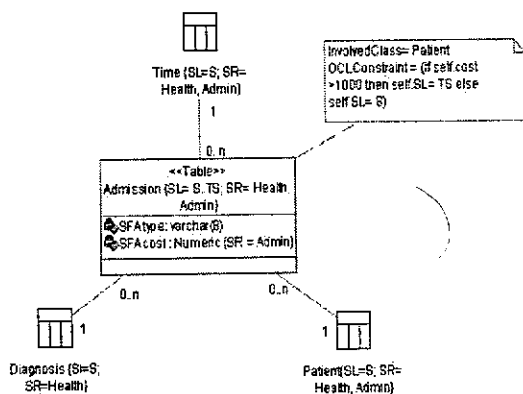 Time {SL=S; SR=
Health, Admin}
1
0..n
InvolvedClass= Patient
OCLConstraint = (if self.cost
>1000 then self.SL= TS else
self.SL= S)
<<Table>>
Admission {SL= S..TS; SR= Health,
Admin}
SFAtype: varchar(8)
SFAcost: Numeric {SR = Admin}
0..n
0..n
1
1
Diagnosis {SL=S;
SR=Health}
Patient{SL=S; SR=
Health, Admin}